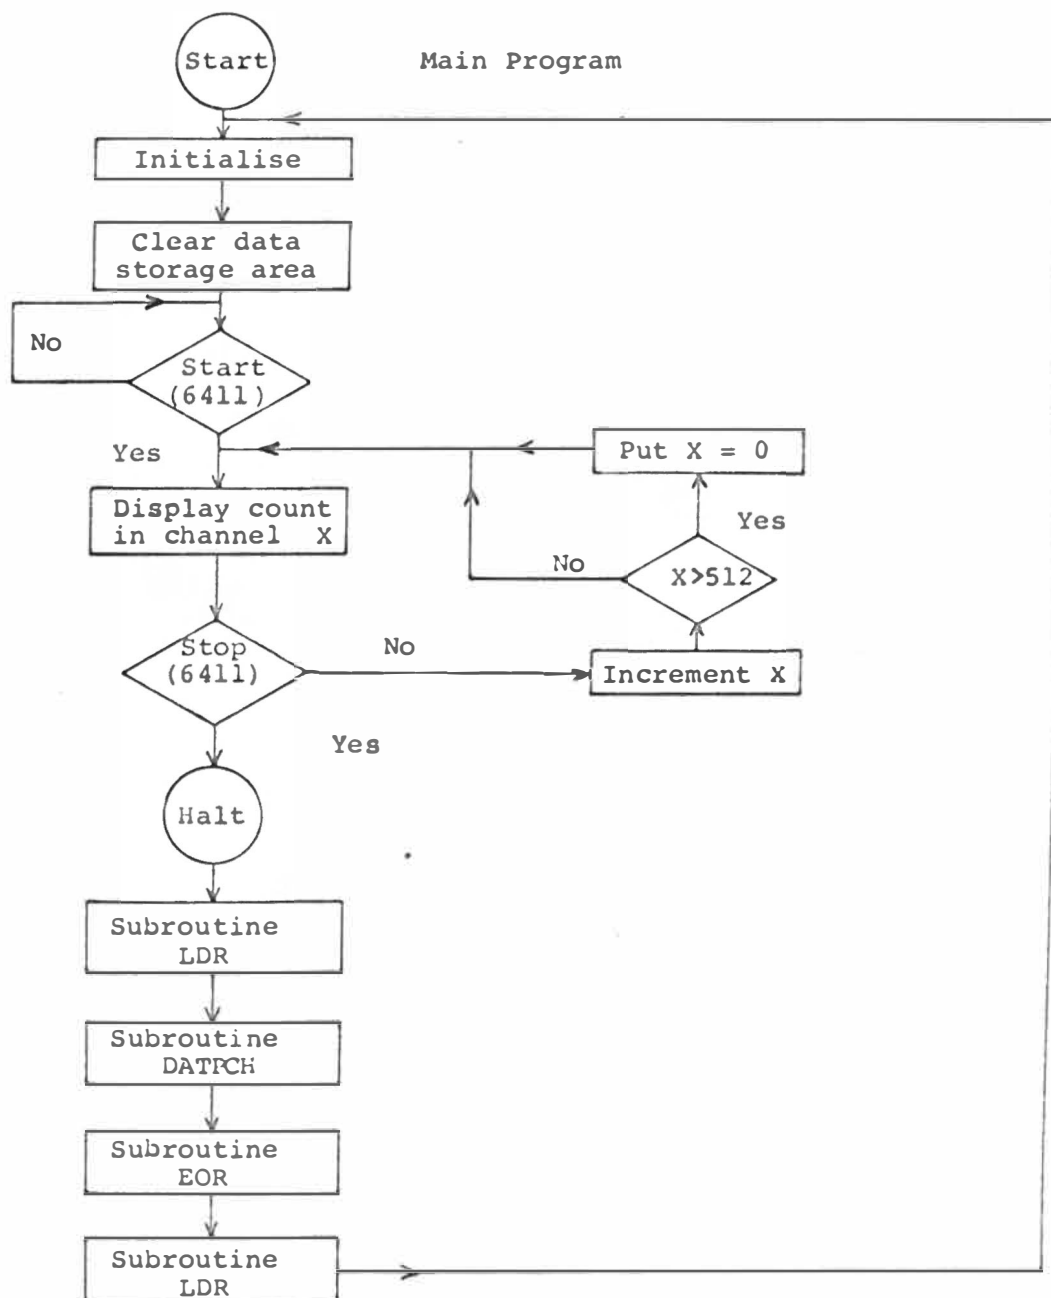 Start
Main Program
Initialise
Clear data
storage area
No
Start
(6411)
Yes
Put X = 0
Display count
in channel X
Yes
No
X>512
Stop
(6411)
No
Increment X
Yes
Halt
Subroutine
LDR
Subroutine
DATPCH
Subroutine
EOR
Subroutine
LDR